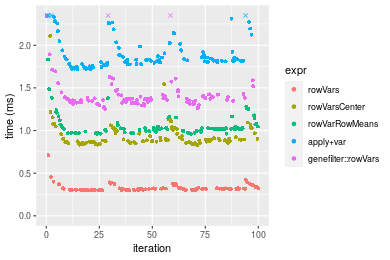 time (ms)
2.0
1.5
1.0
0.5
0.0
0
25
50
75
100
iteration
expr
rowVars
rowVarsCenter
rowVarRowMeans
apply+var
genefilter::rowVars